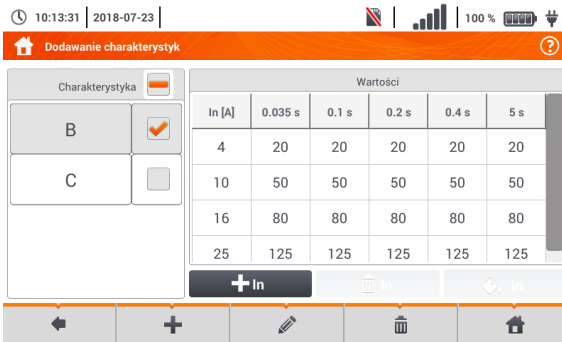 10:13:31 2018-07-23 100 %
Dodawanie charakterystyk ?
Charakterystyka
B
C
Wartości
In [A] 0.035 s 0.1 s 0.2 s 0.4 s 5 s
4 20 20 20 20 20
10 50 50 50 50 50
16 80 80 80 80 80
25 125 125 125 125 125
In In In